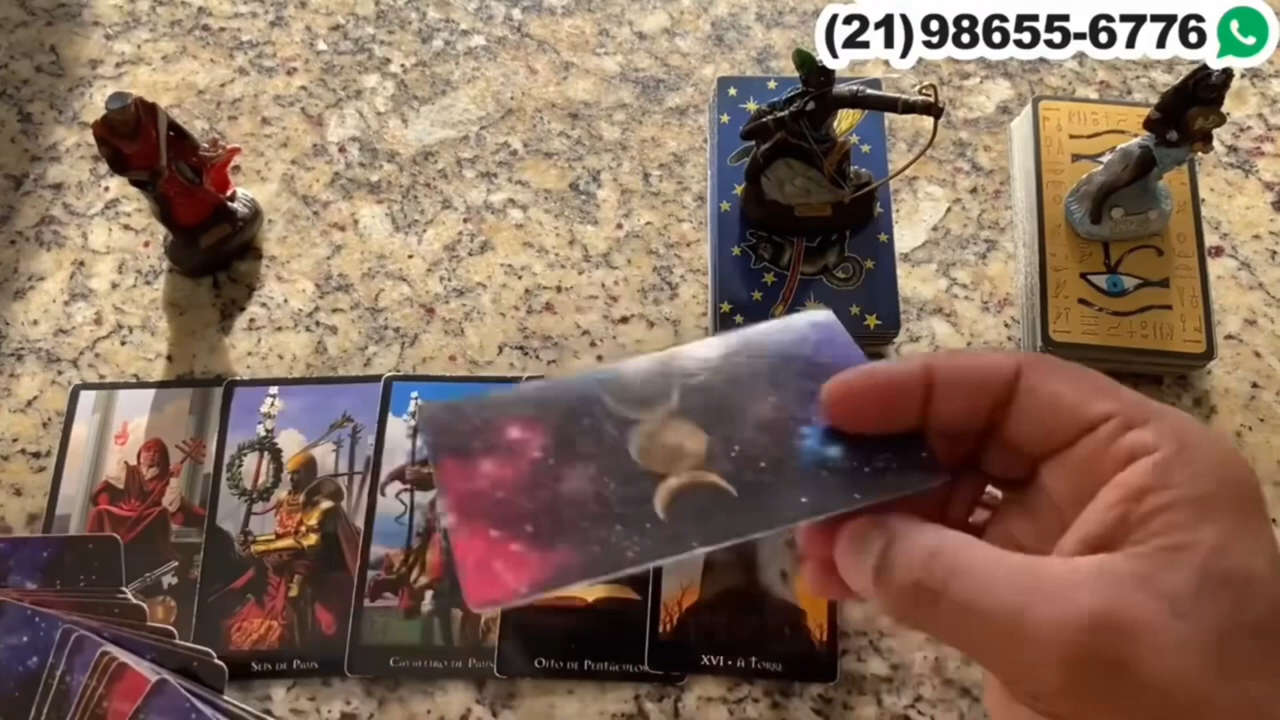 (21)98655-6776
SEIS DE PAUS
CAVALEIRO DE PAUS
OITO DE PENTÁCULOS
XVI • A TORRE